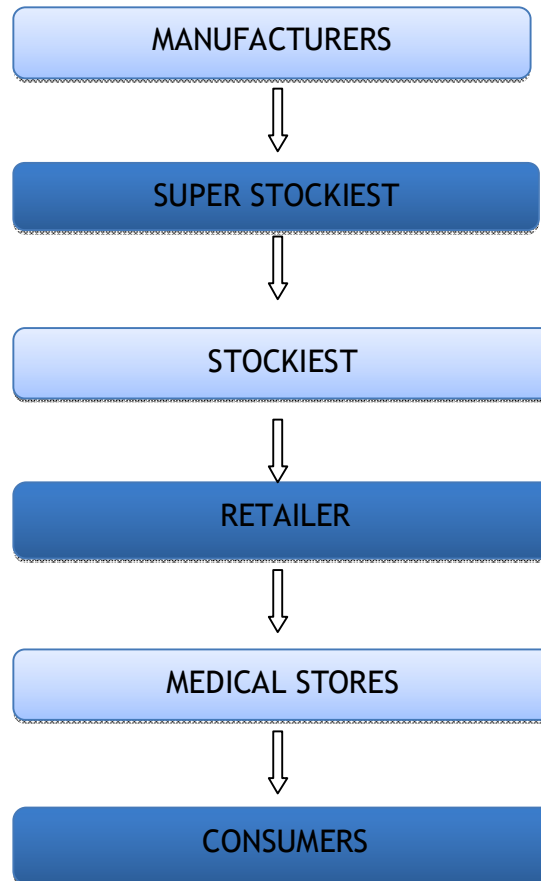 MANUFACTURERS
SUPER STOCKIEST
STOCKIEST
RETAILER
MEDICAL STORES
CONSUMERS